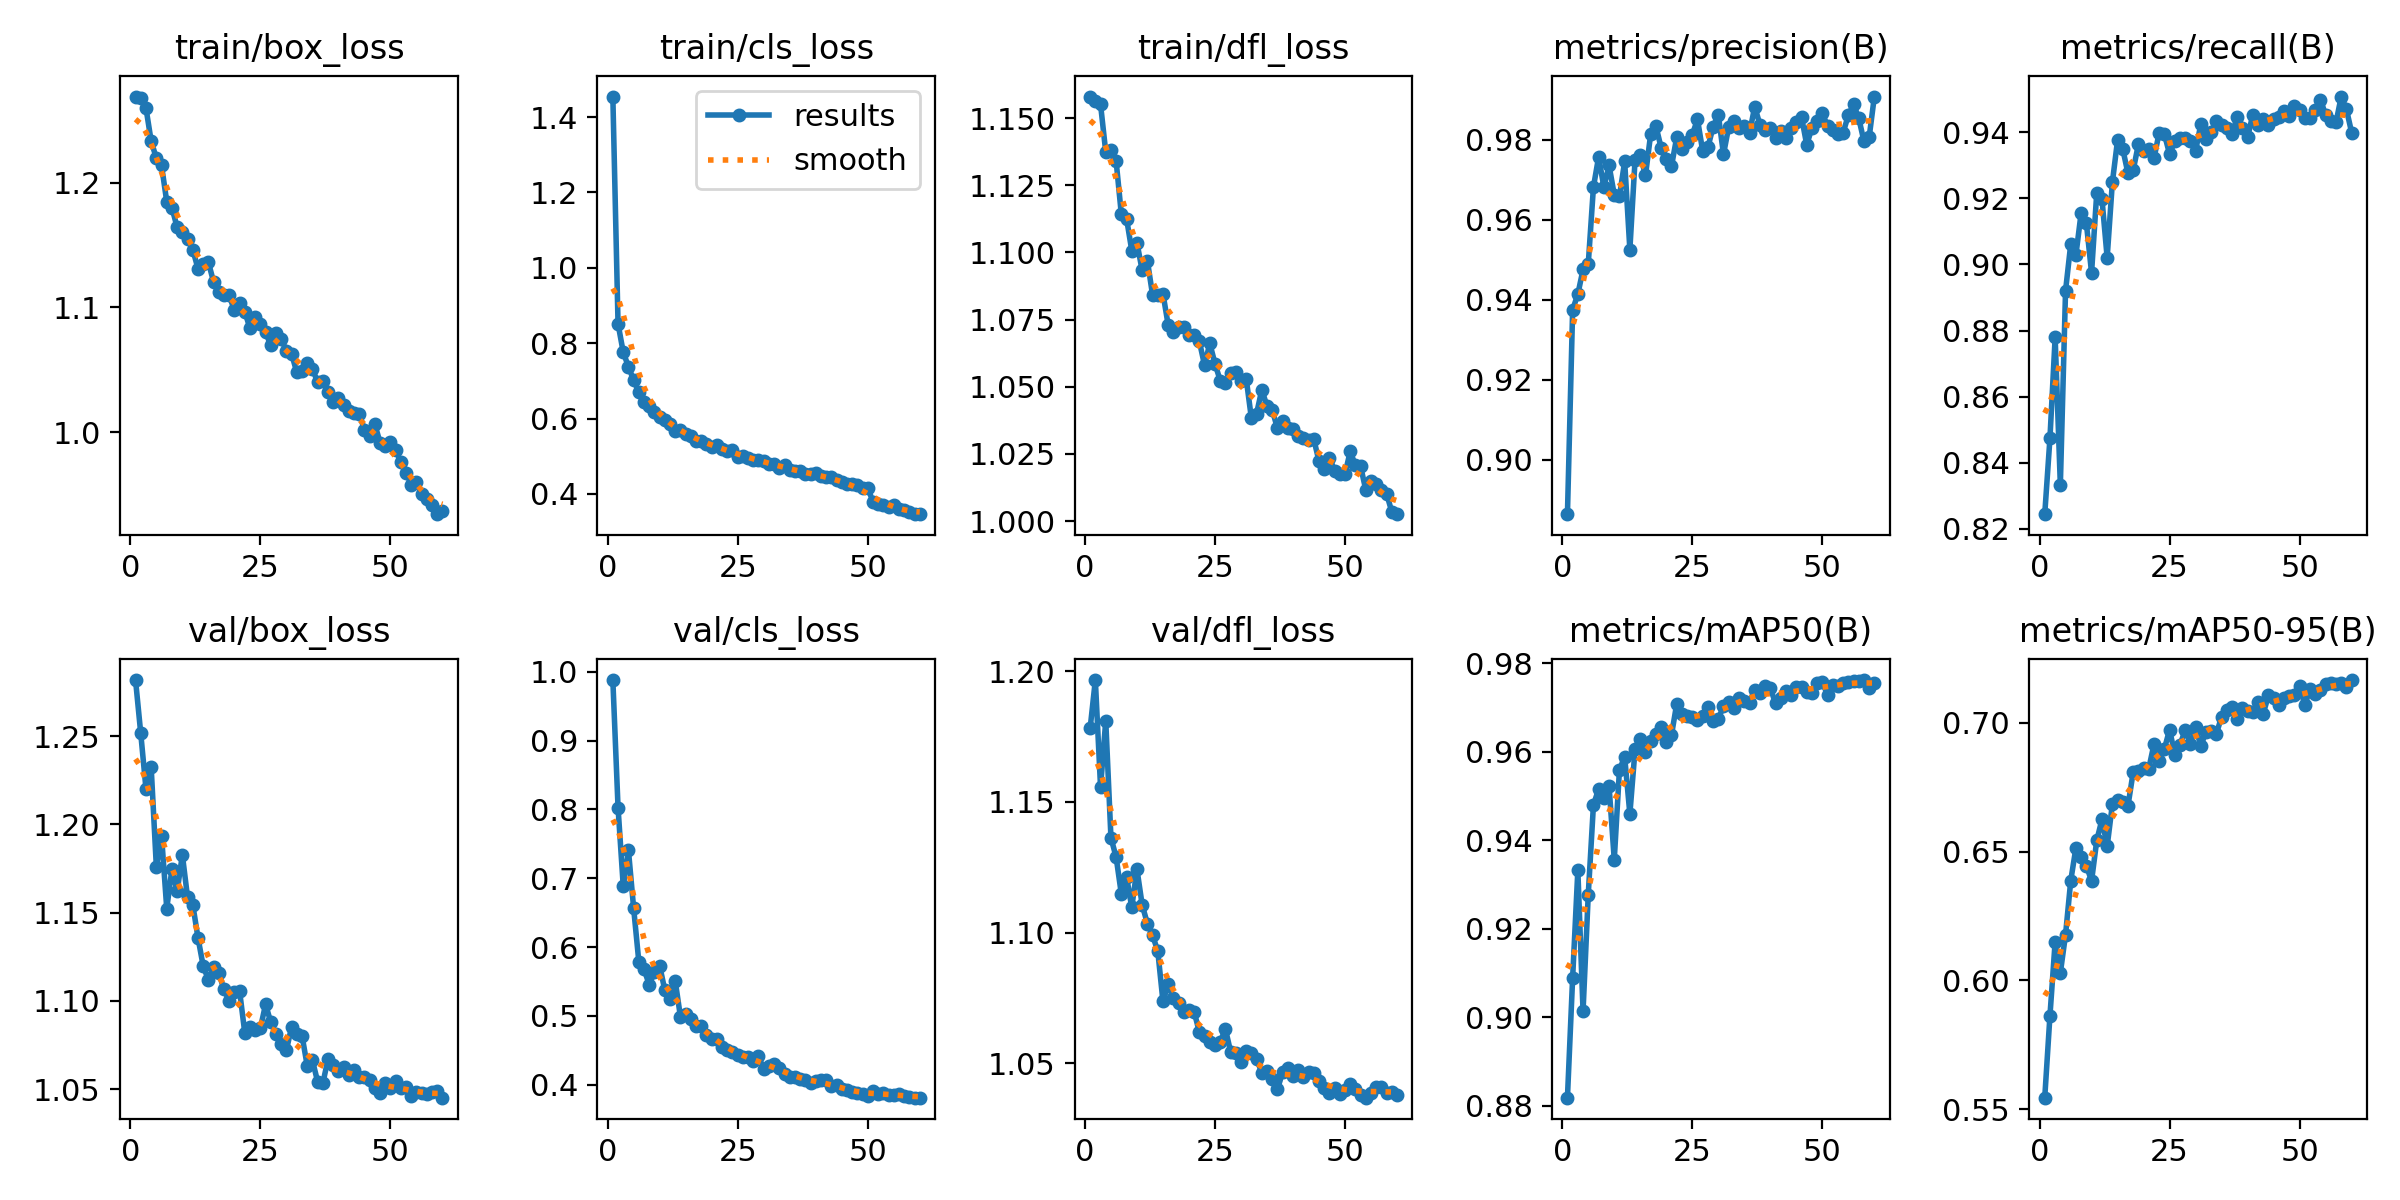 train/box_loss
1.2
1.1
1.0
0 25 50
train/cls_loss
results
smooth
1.4
1.2
1.0
0.8
0.6
0.4
0 25 50
train/dfl_loss
1.150
1.125
1.100
1.075
1.050
1.025
1.000
0 25 50
metrics/precision(B)
0.98
0.96
0.94
0.92
0.90
0 25 50
metrics/recall(B)
0.94
0.92
0.90
0.88
0.86
0.84
0.82
0 25 50
val/box_loss
1.25
1.20
1.15
1.10
1.05
0 25 50
val/cls_loss
1.0
0.9
0.8
0.7
0.6
0.5
0.4
0 25 50
val/dfl_loss
1.20
1.15
1.10
1.05
0 25 50
metrics/mAP50(B)
0.98
0.96
0.94
0.92
0.90
0.88
0 25 50
metrics/mAP50-95(B)
0.70
0.65
0.60
0.55
0 25 50